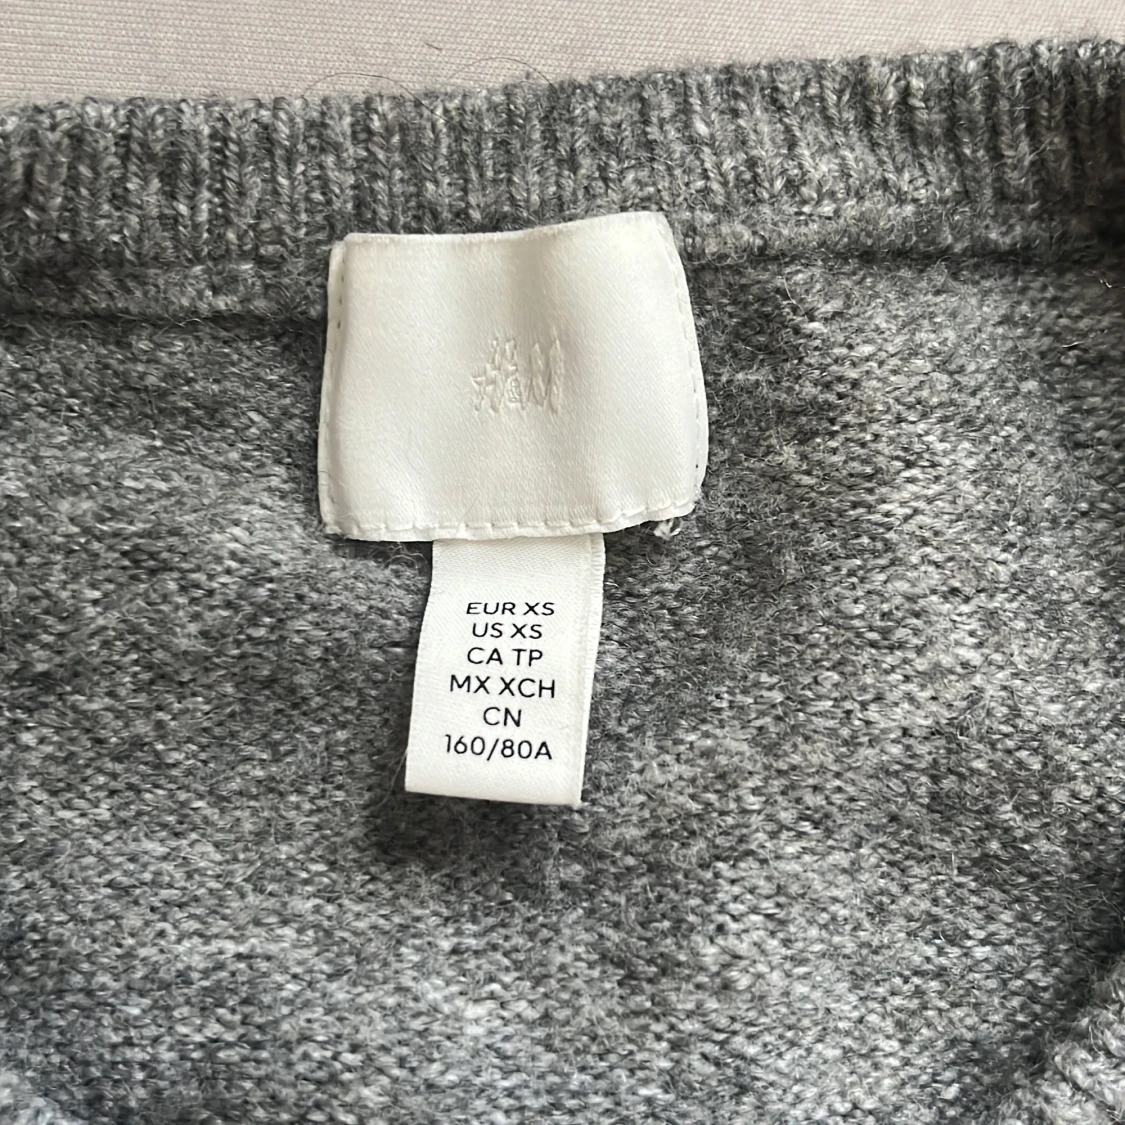 H&M
EUR XS
US XS
CA TP
MX XCH
CN
160/80A